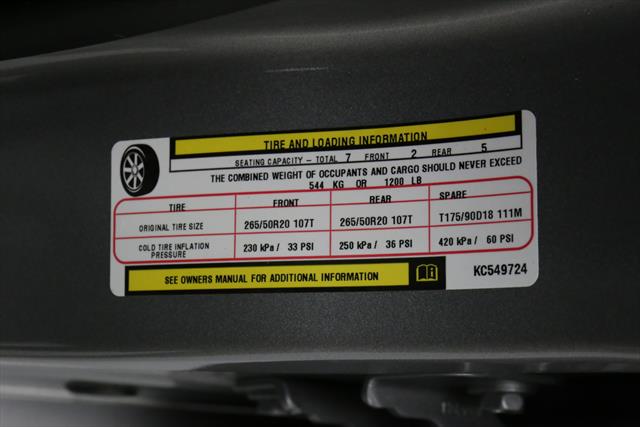 TIRE AND LOADING INFORMATION
SEATING CAPACITY - TOTAL 7 FRONT 2 REAR 5
THE COMBINED WEIGHT OF OCCUPANTS AND CARGO SHOULD NEVER EXCEED
544 KG OR 1200 LB
TIRE FRONT REAR SPARE
ORIGINAL TIRE SIZE 265/50R20 107T 265/50R20 107T T175/90D18 111M
COLD TIRE INFLATION
PRESSURE 230 kPa / 33 PSI 250 kPa / 36 PSI 420 kPa / 60 PSI
SEE OWNERS MANUAL FOR ADDITIONAL INFORMATION
KC549724